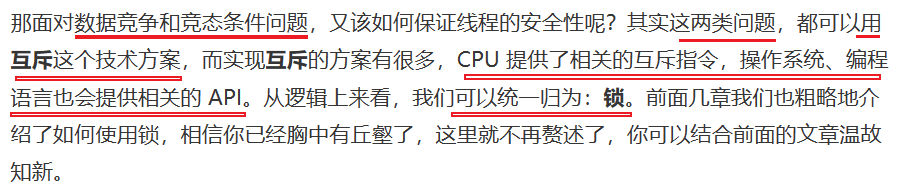 那面对数据竞争和竞态条件问题，又该如何保证线程的安全性呢？其实这两类问题，都可以用
互斥这个技术方案，而实现互斥的方案有很多，CPU 提供了相关的互斥指令，操作系统、编程
语言也会提供相关的 API。从逻辑上来看，我们可以统一归为：锁。前面几章我们也粗略地介
绍了如何使用锁，相信你已经胸中有丘壑了，这里就不再赘述了，你可以结合前面的文章温故
知新。